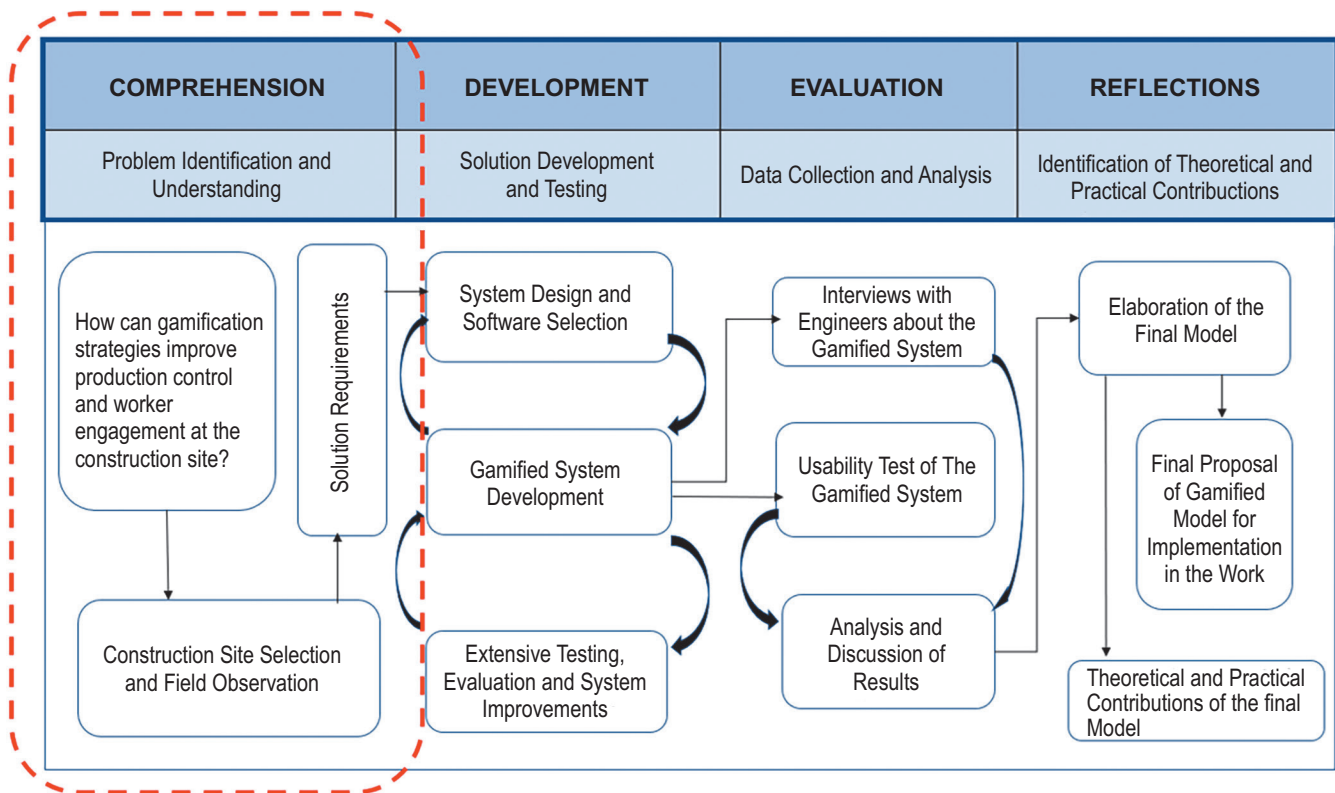 COMPREHENSION
DEVELOPMENT
EVALUATION
REFLECTIONS
Problem Identification and
Understanding
Solution Development
and Testing
Data Collection and Analysis
Identification of Theoretical and
Practical Contributions
How can gamification
strategies improve
production control
and worker
engagement at the
construction site?
Construction Site Selection
and Field Observation
Solution Requirements
System Design and
Software Selection
Gamified System
Development
Extensive Testing,
Evaluation and System
Improvements
Interviews with
Engineers about the
Gamified System
Usability Test of The
Gamified System
Analysis and
Discussion of
Results
Elaboration of the
Final Model
Final Proposal
of Gamified
Model for
Implementation
in the Work
Theoretical and Practical
Contributions of the final
Model